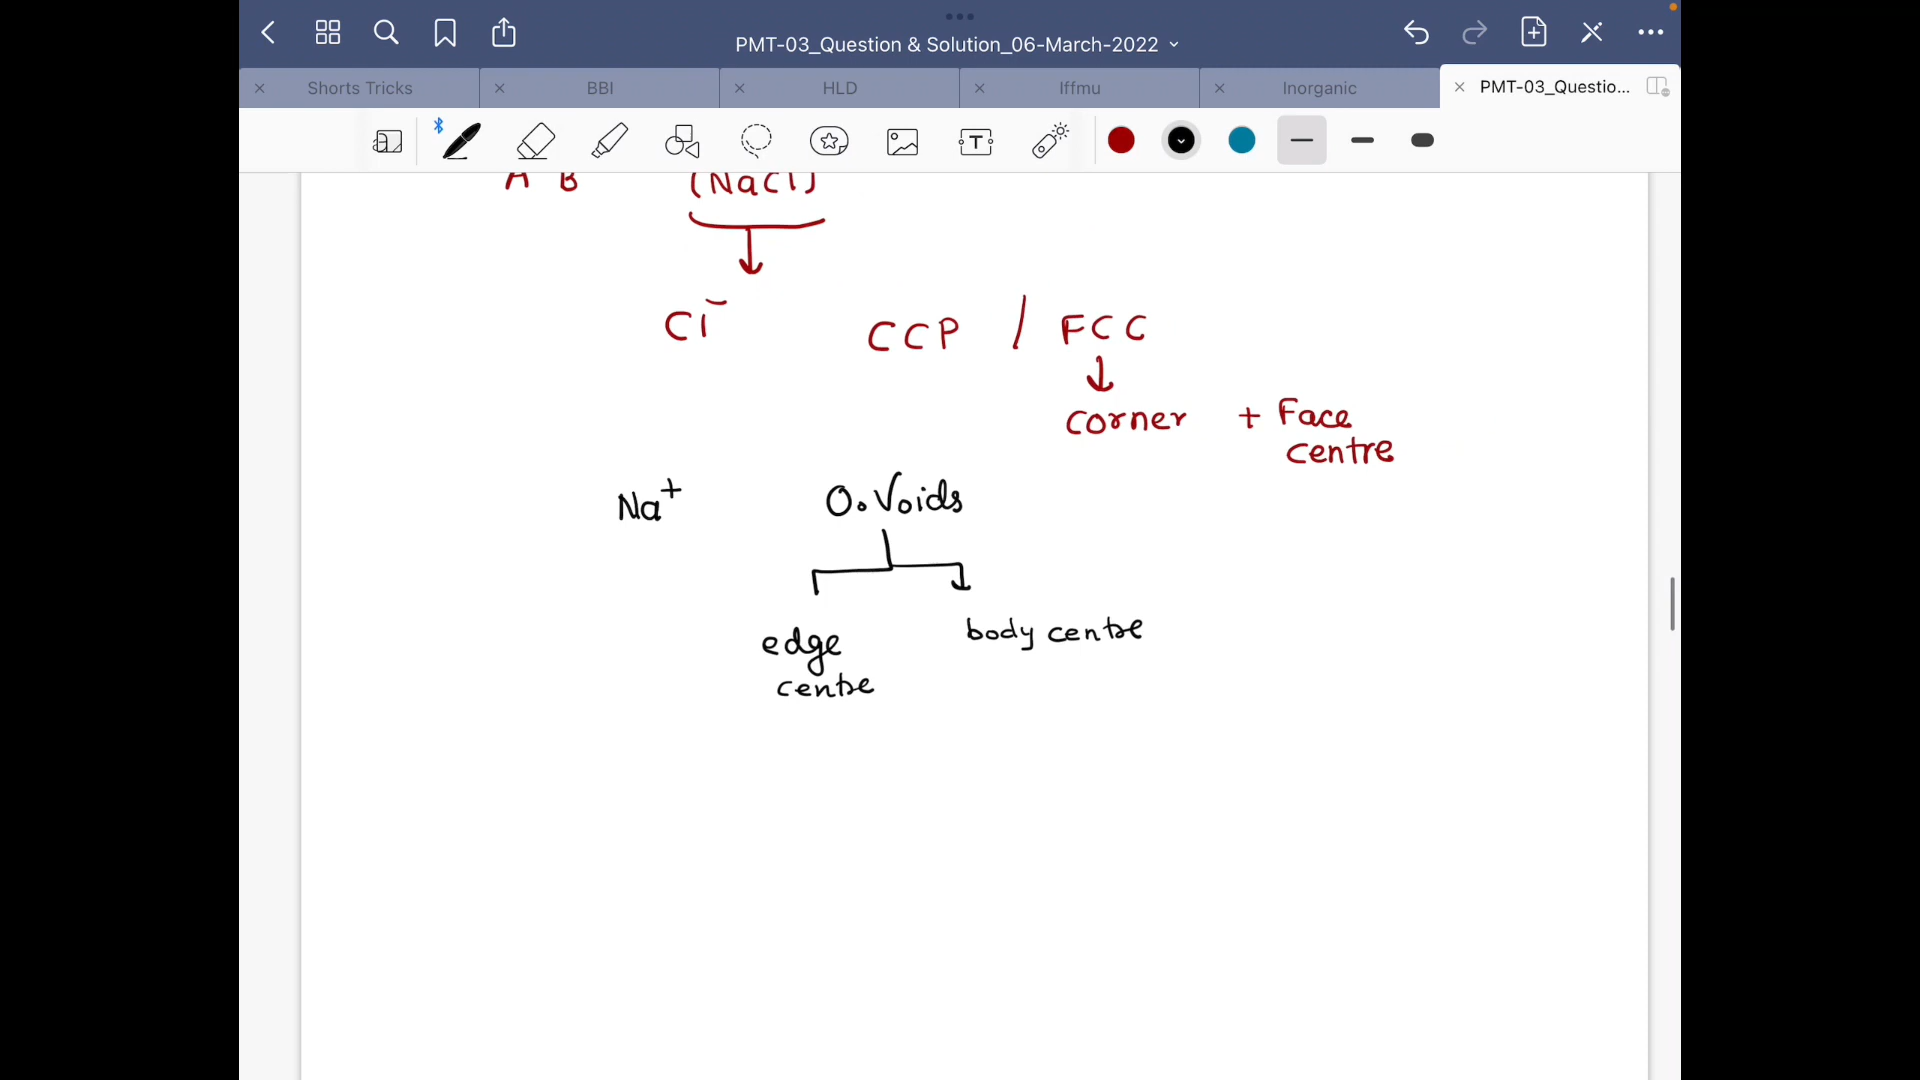 PMT-03_Question & Solution_06-March-2022
Shorts Tricks
BBI
HLD
Iffmu
Inorganic
PMT-03_Questio...
A B (NaCl)
Cl⁻ CCP / FCC
corner + Face
centre
Na⁺ O.Voids
edge
centre
body centre